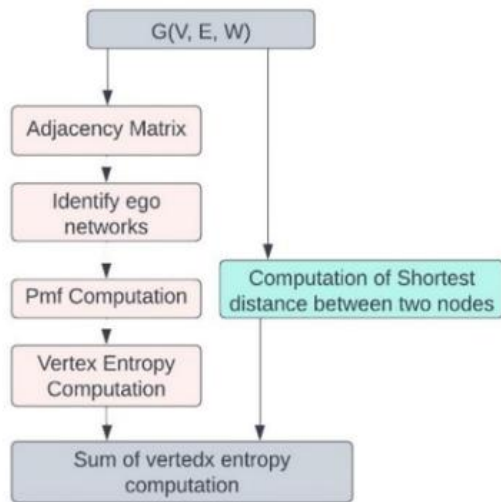 G(V, E, W)
Adjacency Matrix
Identify ego
networks
Pmf Computation
Computation of Shortest
distance between two nodes
Vertex Entropy
Computation
Sum of vertedx entropy
computation